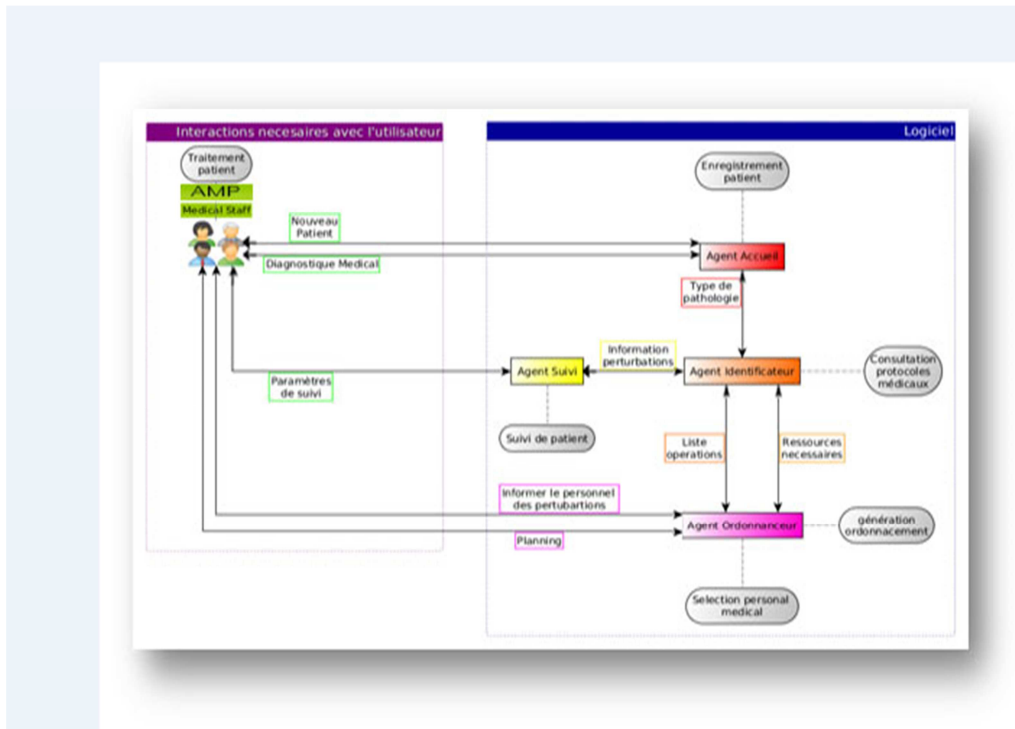 Interactions necesaires avec l'utilisateur
Logiciel
Traitement
patient
AMP
Medical Staff
Enregistrement
patient
Nouveau
Patient
Agent Accueil
Diagnostique Medical
Type de
pathologie
Information
perturbations
Agent Suivi
Agent Identificateur
Consultation
protocoles
médicaux
Paramètres
de suivi
Suivi de patient
Liste
operations
Ressources
necessaires
Informer le personnel
des pertubartions
Agent Ordonnanceur
génération
ordonnacement
Planning
Selection personal
medical